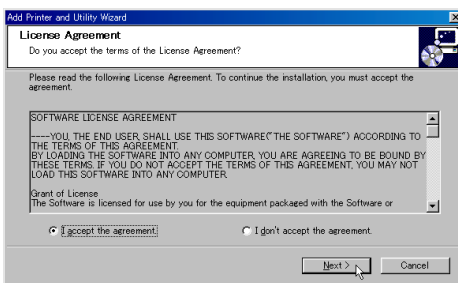 Add Printer and Utility Wizard
License Agreement
Do you accept the terms of the License Agreement?
Please read the following License Agreement. To continue the installation, you must accept the
agreement.
SOFTWARE LICENSE AGREEMENT
----YOU, THE END USER, SHALL USE THIS SOFTWARE("THE SOFTWARE") ACCORDING TO
THE TERMS OF THIS AGREEMENT.
BY LOADING THE SOFTWARE INTO ANY COMPUTER, YOU ARE AGREEING TO BE BOUND BY
THESE TERMS. IF YOU DO NOT ACCEPT THE TERMS OF THIS AGREEMENT, YOU MAY NOT
LOAD THIS SOFTWARE INTO ANY COMPUTER.
Grant of License
The Software is licensed for use by you for the equipment packaged with the Software or
I accept the agreement.
I don't accept the agreement.
Next >
Cancel